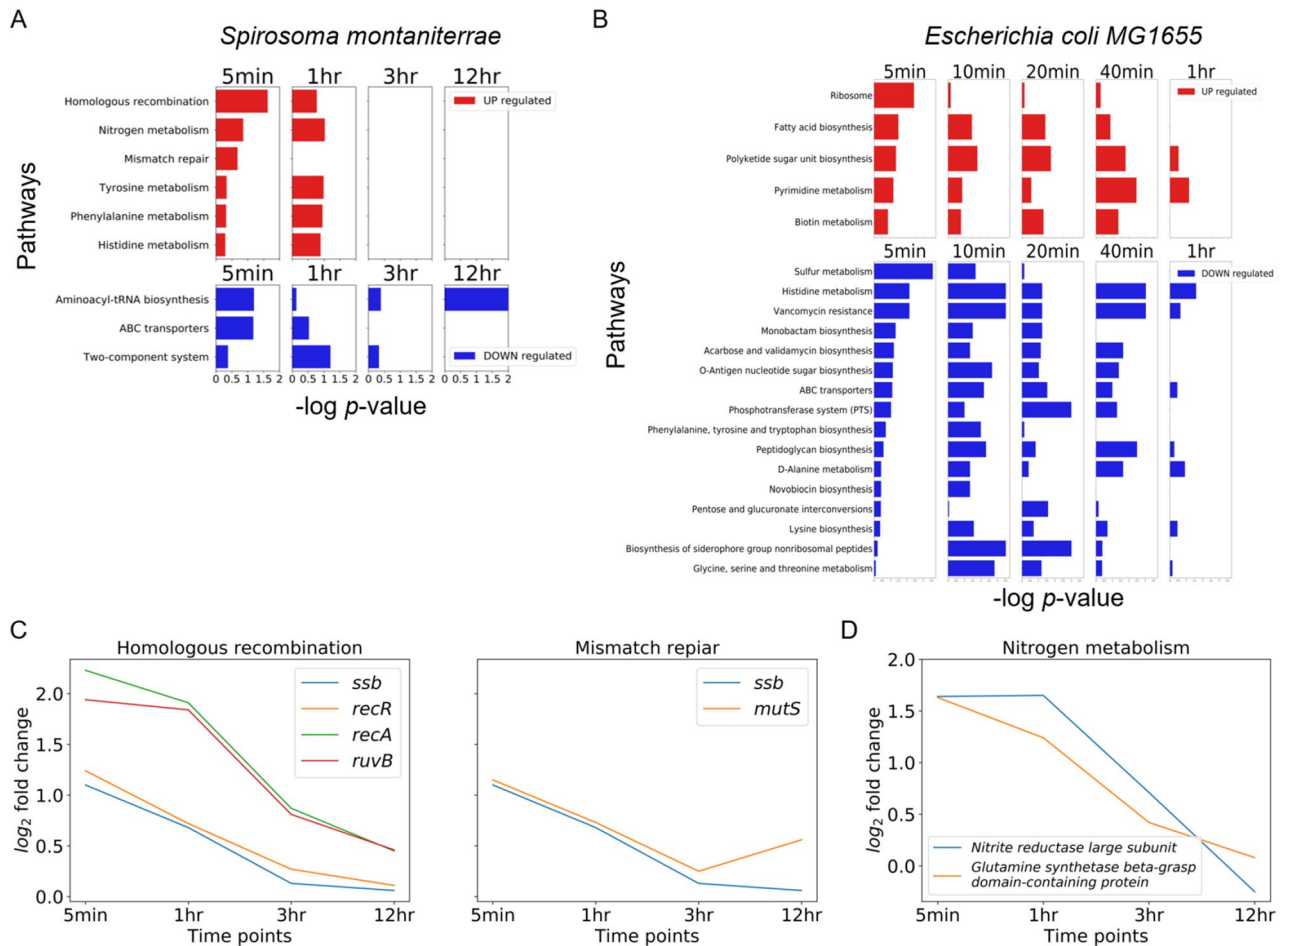 A
Spirosoma montaniterrae
5min 1hr 3hr 12hr
UP regulated
Homologous recombination
Nitrogen metabolism
Mismatch repair
Tyrosine metabolism
Phenylalanine metabolism
Histidine metabolism
Pathways
5min 1hr 3hr 12hr
Aminoacyl-tRNA biosynthesis
ABC transporters
Two-component system
DOWN regulated
0 0.5 1 1.5 2 0 0.5 1 1.5 2 0 0.5 1 1.5 2 0 0.5 1 1.5 2
-log p-value
B
Escherichia coli MG1655
5min 10min 20min 40min 1hr
UP regulated
Ribosome
Fatty acid biosynthesis
Polyketide sugar unit biosynthesis
Pyrimidine metabolism
Biotin metabolism
Pathways
5min 10min 20min 40min 1hr
DOWN regulated
Sulfur metabolism
Histidine metabolism
Vancomycin resistance
Monobactam biosynthesis
Acarbose and validamycin biosynthesis
O-Antigen nucleotide sugar biosynthesis
ABC transporters
Phosphotransferase system (PTS)
Phenylalanine, tyrosine and tryptophan biosynthesis
Peptidoglycan biosynthesis
D-Alanine metabolism
Novobiocin biosynthesis
Pentose and glucuronate interconversions
Lysine biosynthesis
Biosynthesis of siderophore group nonribosomal peptides
Glycine, serine and threonine metabolism
-log p-value
C
Homologous recombination
ssb
recR
recA
ruvB
log2 fold change
2.0
1.5
1.0
0.5
0.0
5min 1hr 3hr 12hr
Time points
Mismatch repiar
ssb
mutS
5min 1hr 3hr 12hr
Time points
D
Nitrogen metabolism
log2 fold change
2.0
1.5
1.0
0.5
0.0
Nitrite reductase large subunit
Glutamine synthetase beta-grasp
domain-containing protein
5min 1hr 3hr 12hr
Time points